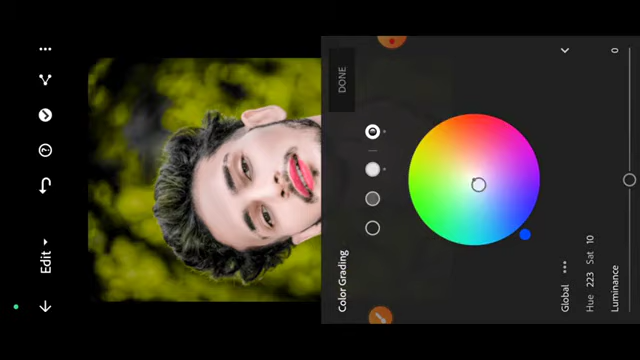 Edit
Color Grading
DONE
Global
Hue 223 Sat 10
Luminance 0